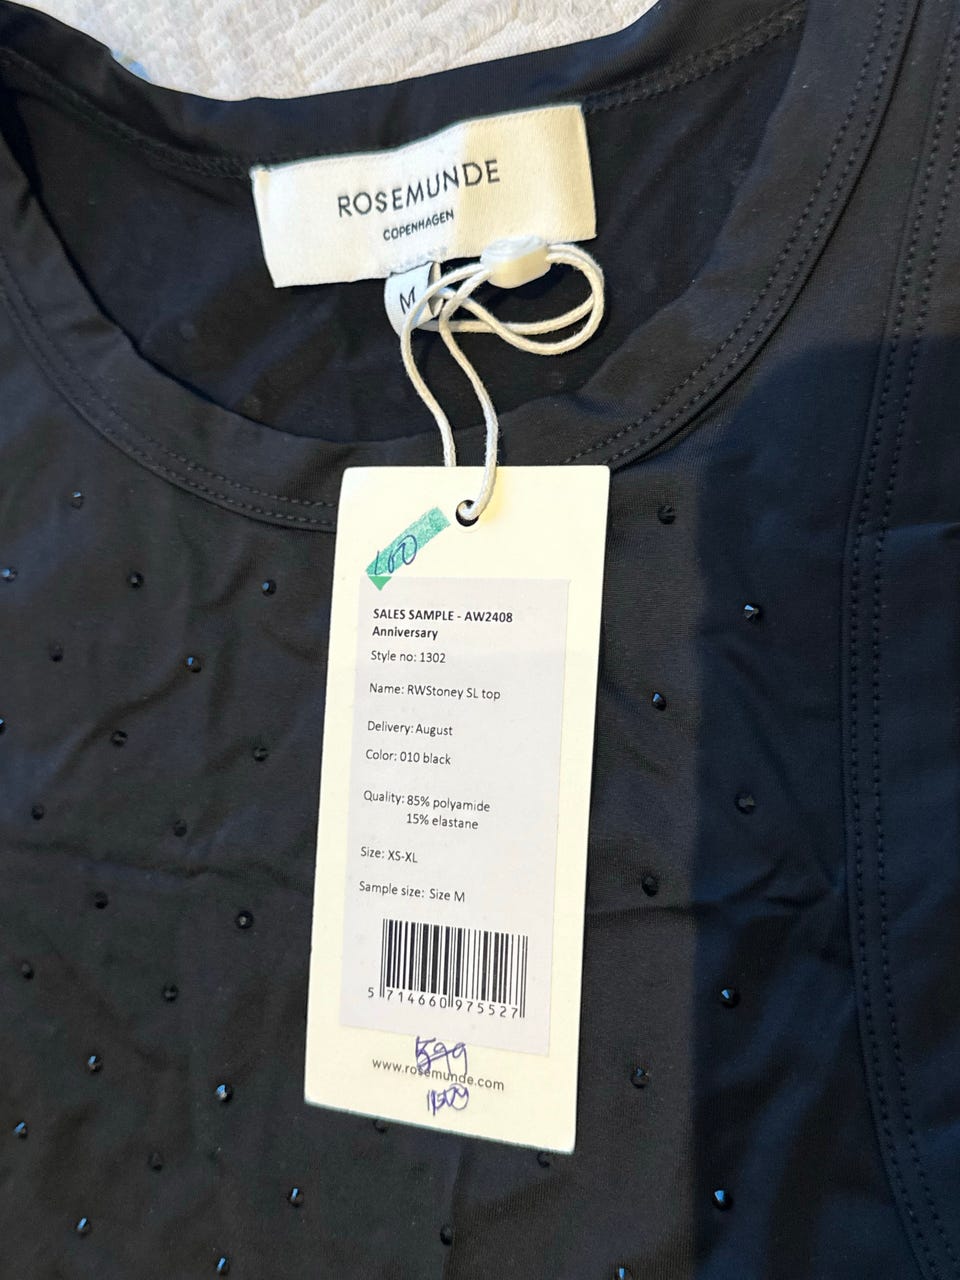 ROSEMUNDE
COPENHAGEN
M
SALES SAMPLE - AW2408
Anniversary
Style no: 1302
Name: RWStoney SL top
Delivery: August
Color: 010 black
Quality: 85% polyamide
15% elastane
Size: XS-XL
Sample size: Size M
5 714660 975527
599
www.rosemunde.com